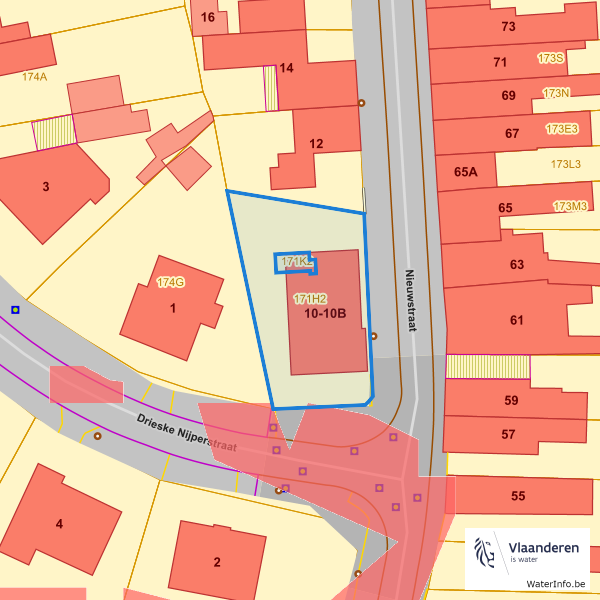 16
73
14
71
173S
174A
69
173N
12
67
173E3
65A
173L3
3
65
173M3
171K2
63
174G
171H2
1
10-10B
Nieuwstraat
61
59
Drieske Nijperstraat
57
55
4
2
Vlaanderen
is water
WaterInfo.be